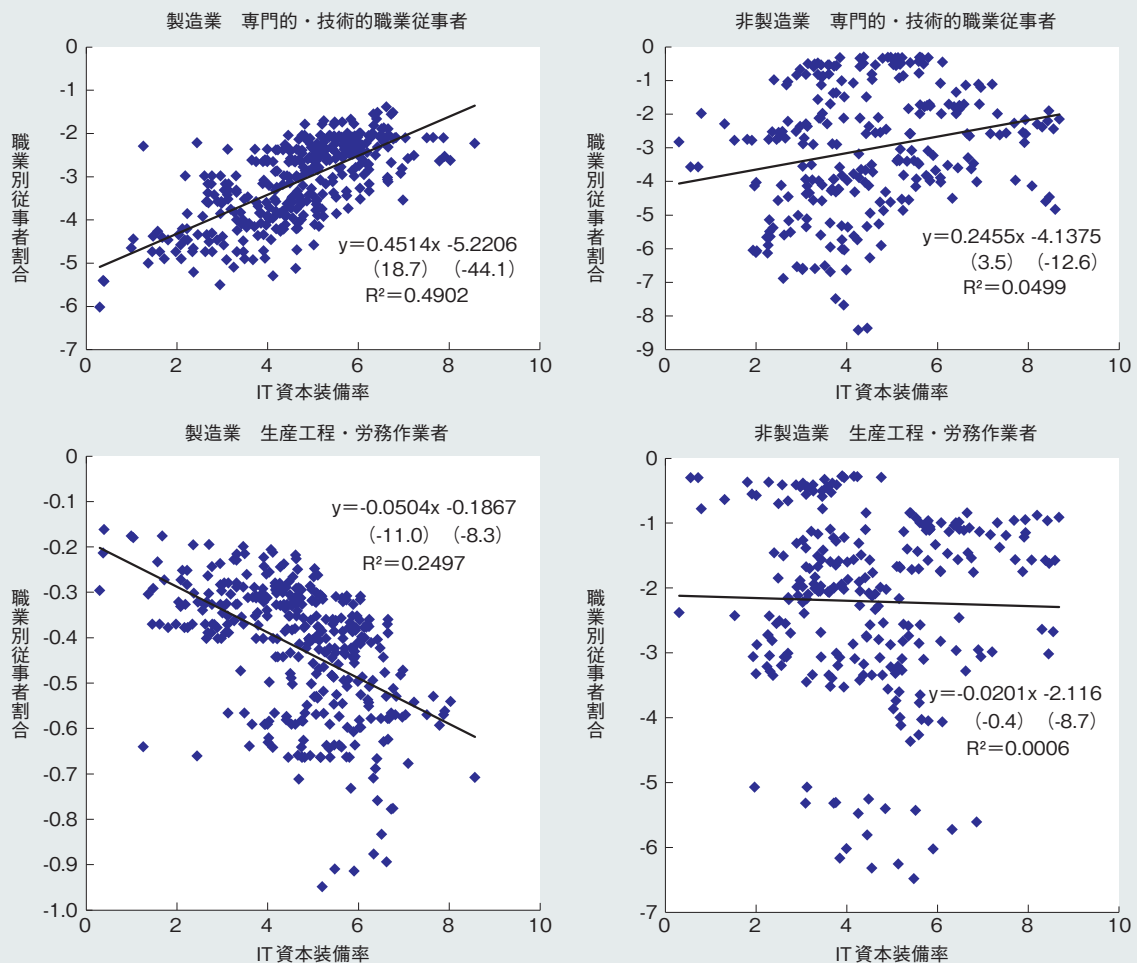 製造業　専門的・技術的職業従事者
職業別従事者割合
0
-1
-2
-3
-4
-5
-6
-7
y＝0.4514x -5.2206
（18.7）（-44.1）
R²＝0.4902
0 2 4 6 8 10
IT 資本装備率
非製造業　専門的・技術的職業従事者
職業別従事者割合
0
-1
-2
-3
-4
-5
-6
-7
-8
-9
y＝0.2455x -4.1375
（3.5）（-12.6）
R²＝0.0499
0 2 4 6 8 10
IT 資本装備率
製造業　生産工程・労務作業者
職業別従事者割合
0
-0.1
-0.2
-0.3
-0.4
-0.5
-0.6
-0.7
-0.8
-0.9
-1.0
y＝-0.0504x -0.1867
（-11.0）（-8.3）
R²＝0.2497
0 2 4 6 8 10
IT 資本装備率
非製造業　生産工程・労務作業者
職業別従事者割合
0
-1
-2
-3
-4
-5
-6
-7
y＝-0.0201x -2.116
（-0.4）（-8.7）
R²＝0.0006
0 2 4 6 8 10
IT 資本装備率